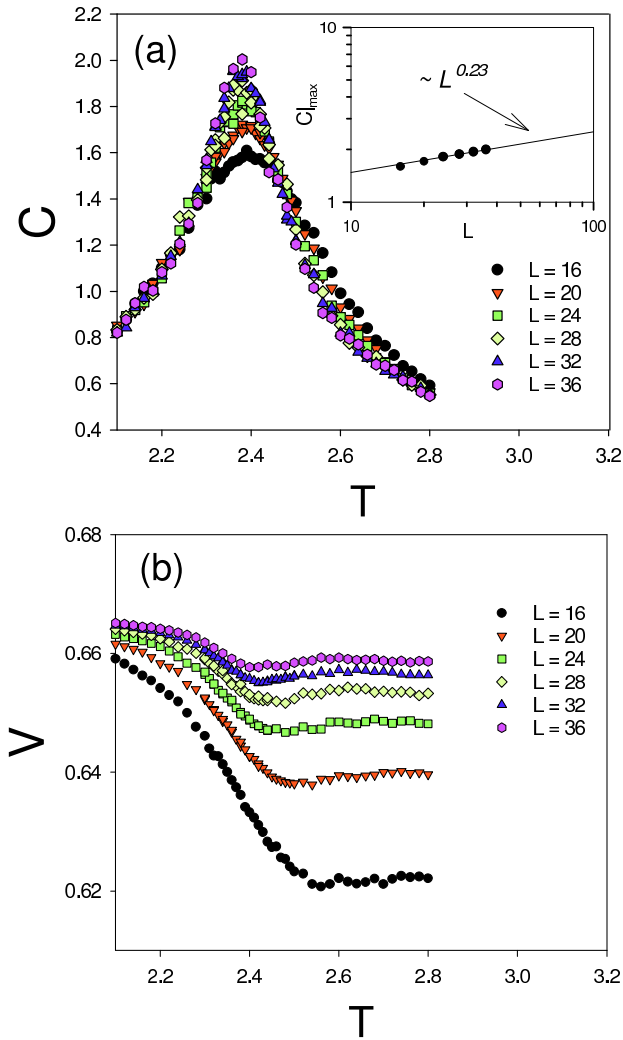 (a)
2.2
2.0
1.8
1.6
1.4
1.2
1.0
0.8
0.6
0.4
C
2.2 2.4 2.6 2.8 3.0 3.2
T
10
1
C|max
~ L^0.23
10 100
L
L = 16
L = 20
L = 24
L = 28
L = 32
L = 36
(b)
0.68
0.66
0.64
0.62
V
2.2 2.4 2.6 2.8 3.0 3.2
T
L = 16
L = 20
L = 24
L = 28
L = 32
L = 36